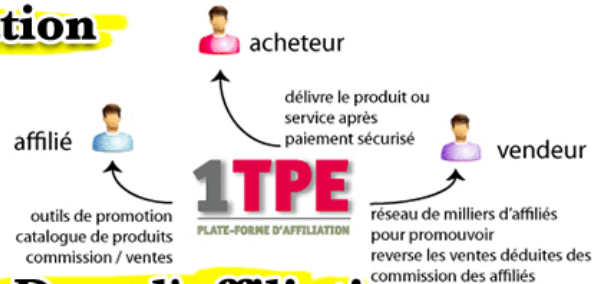 tion
acheteur
délivre le produit ou
service après
paiement sécurisé
affilié
vendeur
1TPE
PLATE-FORME D'AFFILIATION
outils de promotion
catalogue de produits
commission / ventes
réseau de milliers d'affiliés
pour promouvoir
reverse les ventes déduites des
commission des affiliés